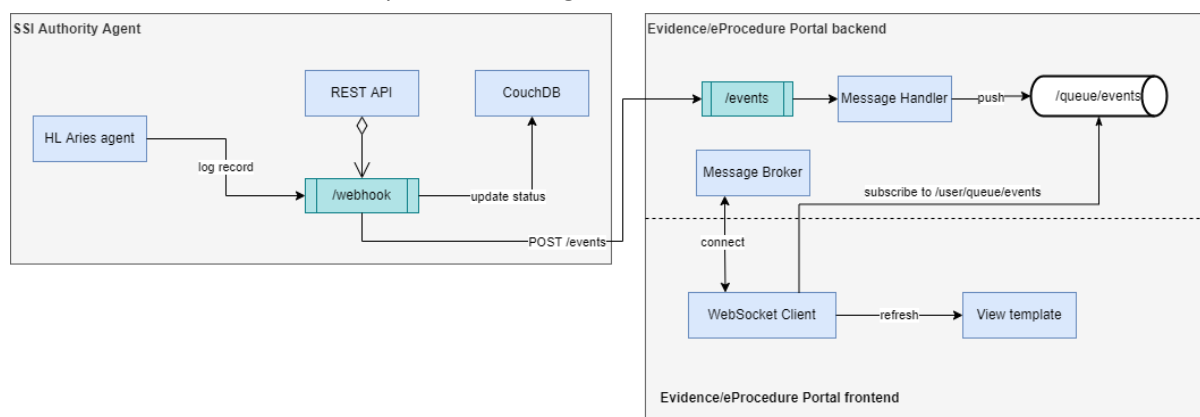 SSI Authority Agent
REST API
CouchDB
HL Aries agent
log record
/webhook
update status
POST /events
Evidence/eProcedure Portal backend
/events
Message Handler
push
/queue/events
Message Broker
subscribe to /user/queue/events
connect
WebSocket Client
refresh
View template
Evidence/eProcedure Portal frontend